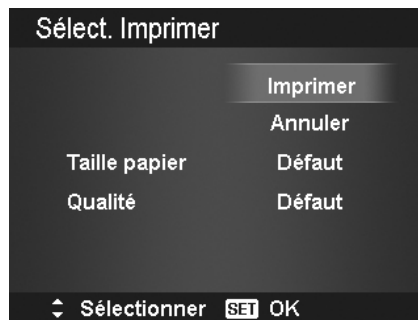 Sélect. Imprimer
Imprimer
Annuler
Taille papier Défaut
Qualité Défaut
Sélectionner SET OK